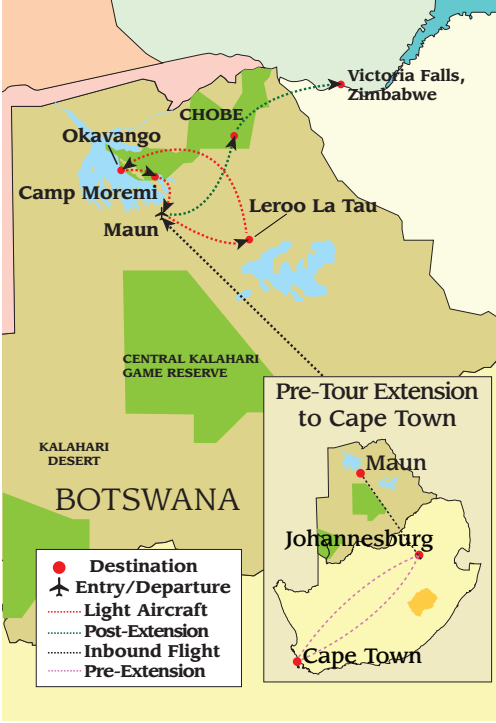 Victoria Falls,
Zimbabwe
CHOBE
Okavango
Camp Moremi
Leroo La Tau
Maun
CENTRAL KALAHARI
GAME RESERVE
KALAHARI
DESERT
BOTSWANA
Pre-Tour Extension
to Cape Town
Maun
Johannesburg
Cape Town
Destination
Entry/Departure
Light Aircraft
Post-Extension
Inbound Flight
Pre-Extension